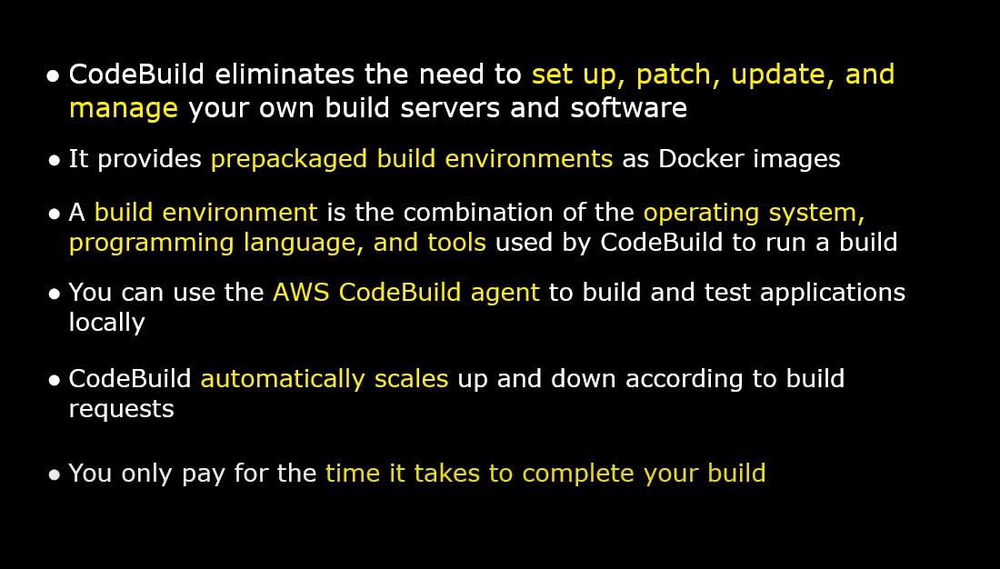 ● CodeBuild eliminates the need to set up, patch, update, and
manage your own build servers and software
● It provides prepackaged build environments as Docker images
● A build environment is the combination of the operating system,
programming language, and tools used by CodeBuild to run a build
● You can use the AWS CodeBuild agent to build and test applications
locally
● CodeBuild automatically scales up and down according to build
requests
● You only pay for the time it takes to complete your build